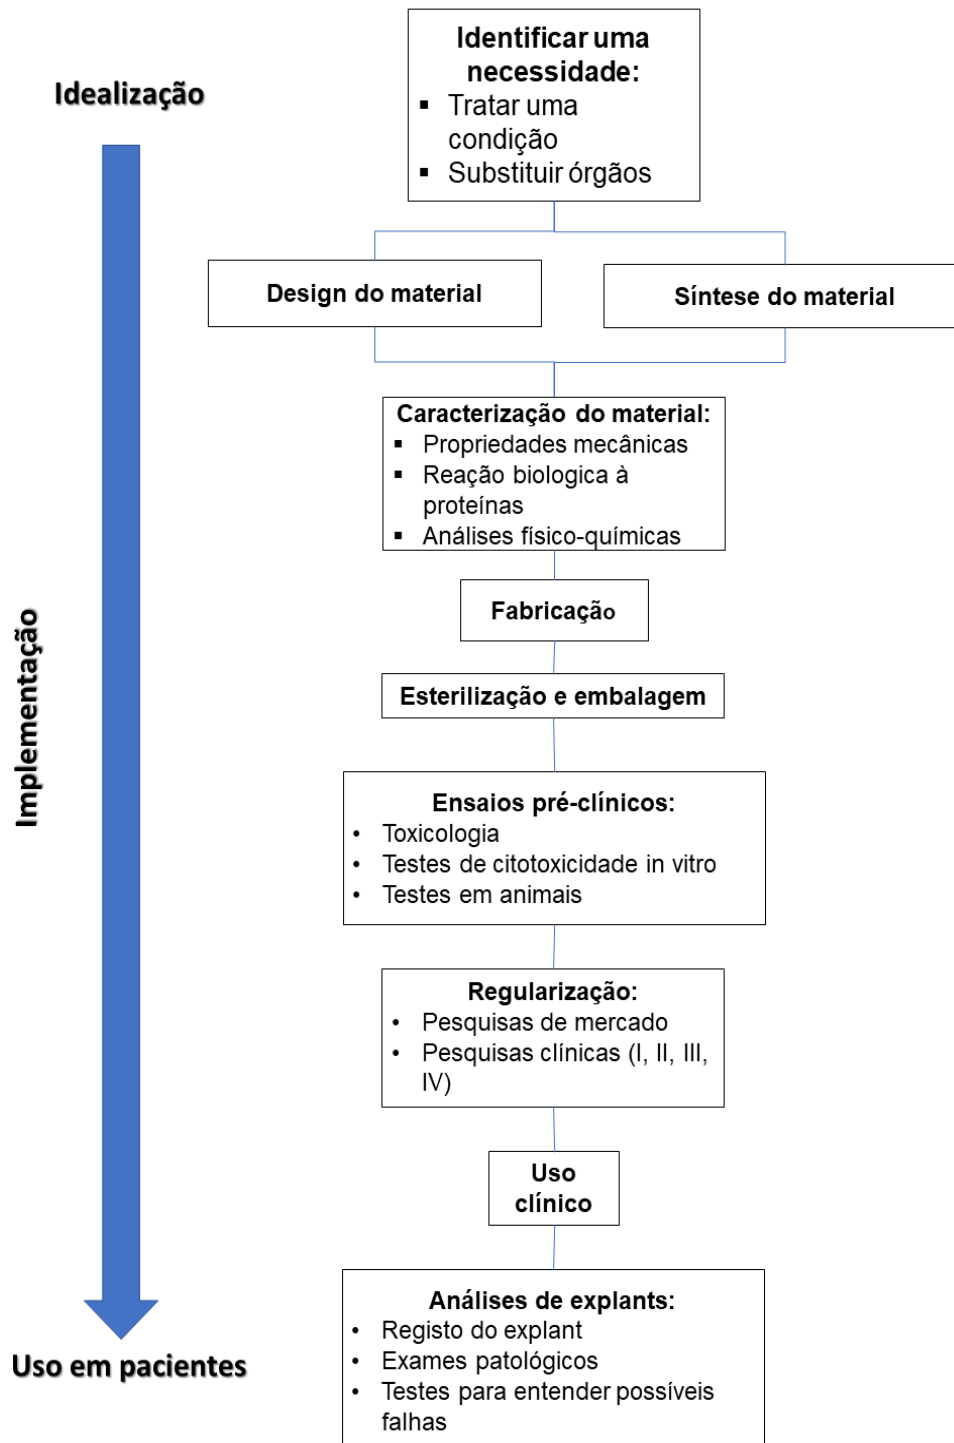 Identificar uma
necessidade:
▪ Tratar uma
condição
▪ Substituir órgãos
Idealização
Design do material
Síntese do material
Caracterização do material:
▪ Propriedades mecânicas
▪ Reação biologica à
proteínas
▪ Análises físico-químicas
Fabricação
Implementação
Esterilização e embalagem
Ensaios pré-clínicos:
• Toxicologia
• Testes de citotoxicidade in vitro
• Testes em animais
Regularização:
• Pesquisas de mercado
• Pesquisas clínicas (I, II, III,
IV)
Uso
clínico
Análises de explants:
• Registo do explant
• Exames patológicos
• Testes para entender possíveis
falhas
Uso em pacientes